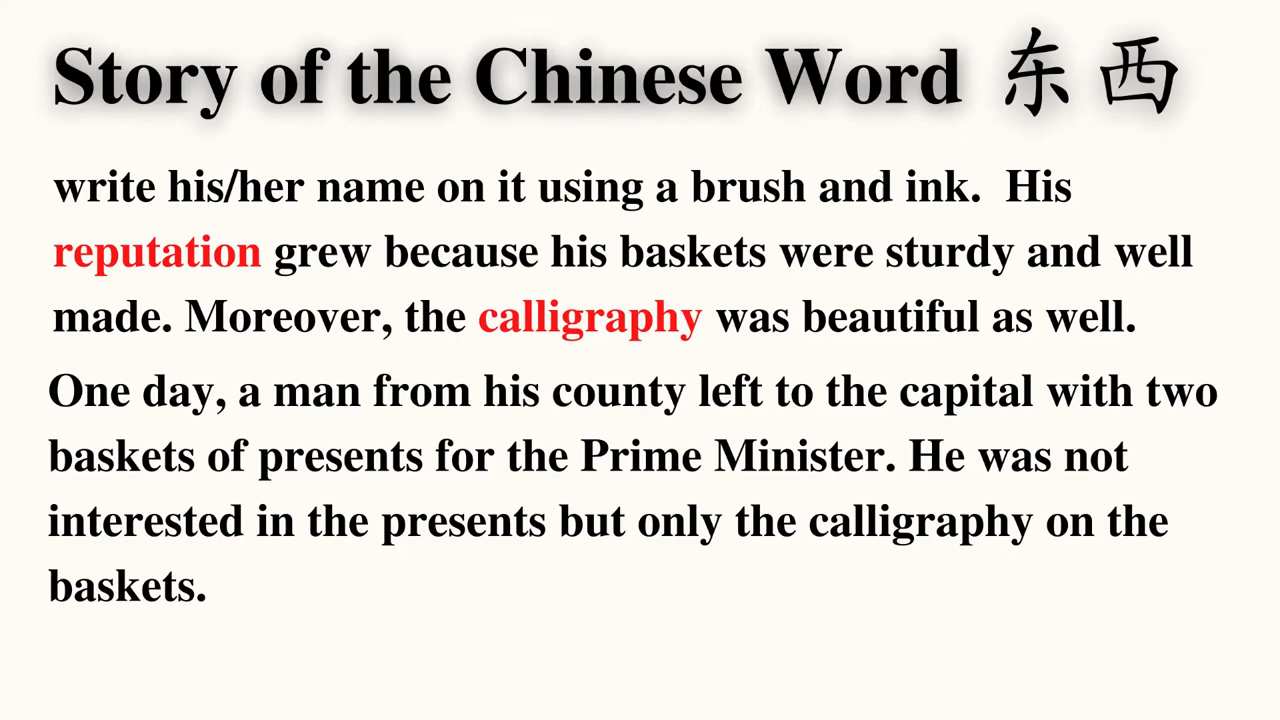 Story of the Chinese Word 东西
write his/her name on it using a brush and ink.  His
reputation grew because his baskets were sturdy and well
made. Moreover, the calligraphy was beautiful as well.
One day, a man from his county left to the capital with two
baskets of presents for the Prime Minister. He was not
interested in the presents but only the calligraphy on the
baskets.